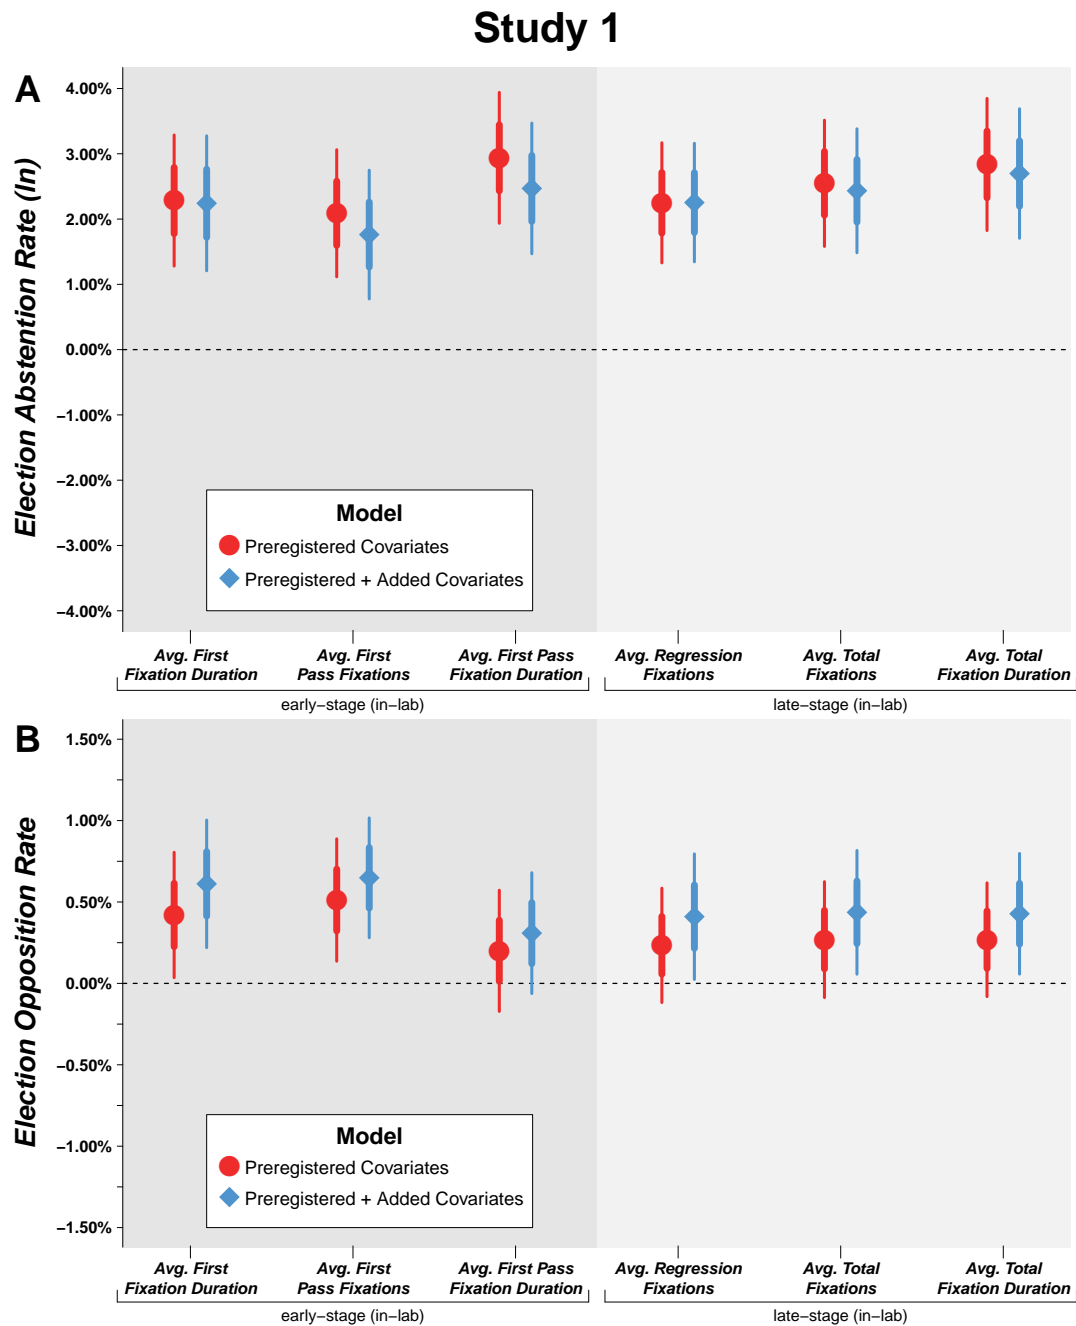 Study 1
A
Election Abstention Rate (ln)
4.00%
3.00%
2.00%
1.00%
0.00%
−1.00%
−2.00%
−3.00%
−4.00%
Model
Preregistered Covariates
Preregistered + Added Covariates
Avg. First
Fixation Duration
Avg. First
Pass Fixations
Avg. First Pass
Fixation Duration
Avg. Regression
Fixations
Avg. Total
Fixations
Avg. Total
Fixation Duration
early−stage (in−lab)
late−stage (in−lab)
B
Election Opposition Rate
1.50%
1.00%
0.50%
0.00%
−0.50%
−1.00%
−1.50%
Model
Preregistered Covariates
Preregistered + Added Covariates
Avg. First
Fixation Duration
Avg. First
Pass Fixations
Avg. First Pass
Fixation Duration
Avg. Regression
Fixations
Avg. Total
Fixations
Avg. Total
Fixation Duration
early−stage (in−lab)
late−stage (in−lab)